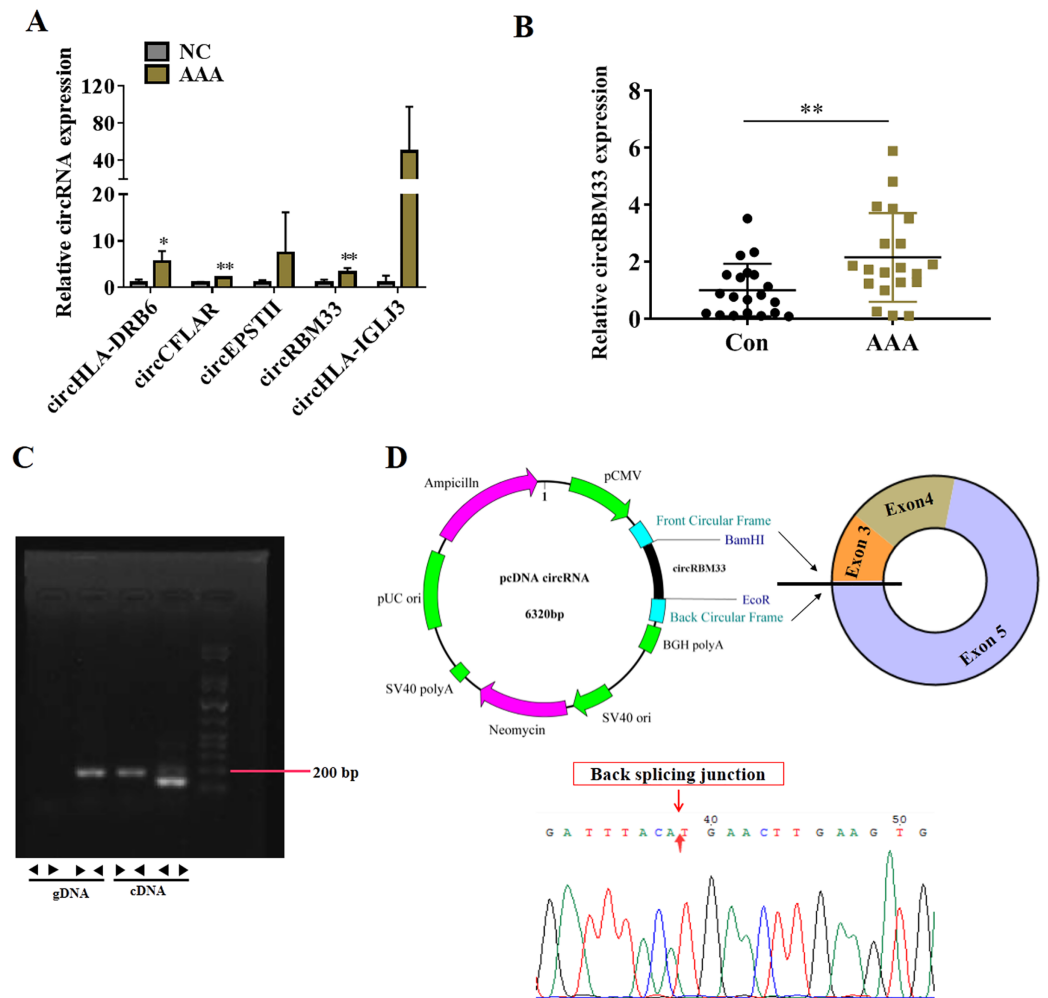 A
NC
AAA
Relative circRNA expression
120
80
40
20
10
0
*
**
**
circHLA-DRB6
circCFLAR
circEPSTII
circRBM33
circHLA-IGLJ3
B
Relative circRBM33 expression
8
6
4
2
0
**
Con
AAA
C
200 bp
gDNA
cDNA
D
Ampicilln
1
pCMV
Front Circular Frame
BamHI
circRBM33
EcoR
Back Circular Frame
BGH polyA
SV40 ori
Neomycin
SV40 polyA
pUC ori
pcDNA circRNA
6320bp
Exon 3
Exon4
Exon 5
Back splicing junction
40
50
G A T T T A C A T G A A C T T G A A G T G